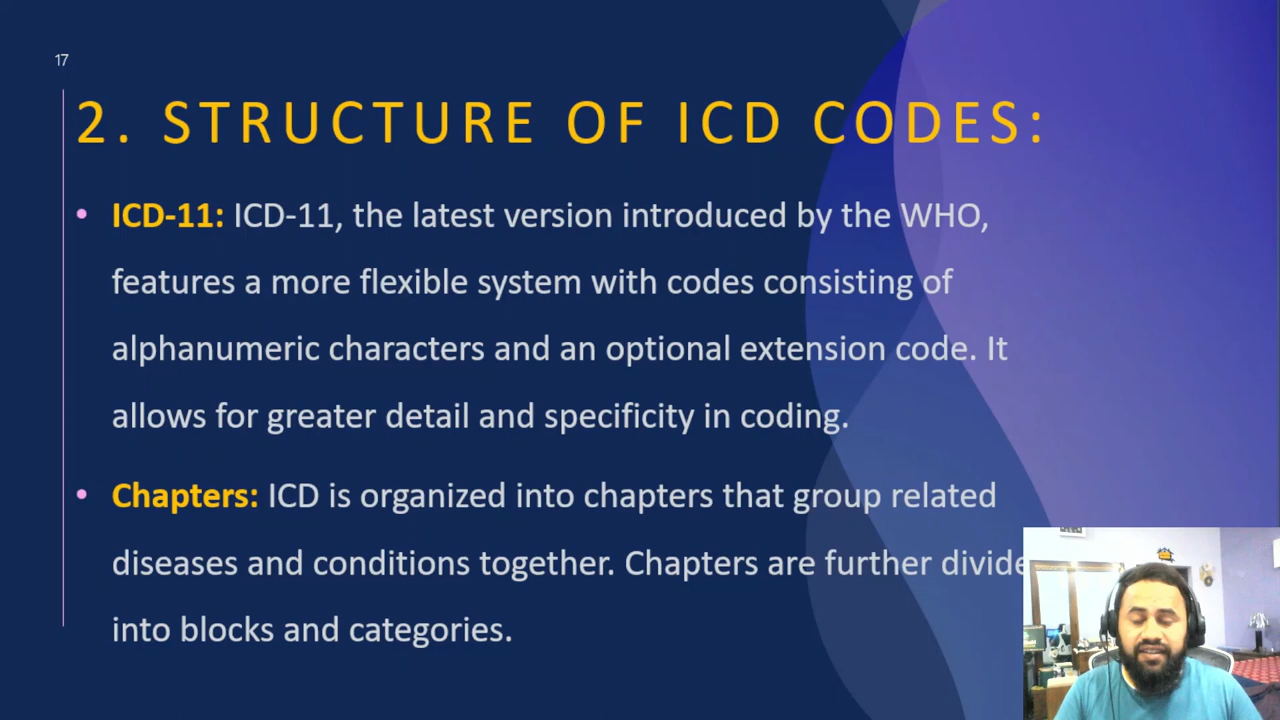 17
2. STRUCTURE OF ICD CODES:
• ICD-11: ICD-11, the latest version introduced by the WHO,
features a more flexible system with codes consisting of
alphanumeric characters and an optional extension code. It
allows for greater detail and specificity in coding.
• Chapters: ICD is organized into chapters that group related
diseases and conditions together. Chapters are further divide
into blocks and categories.